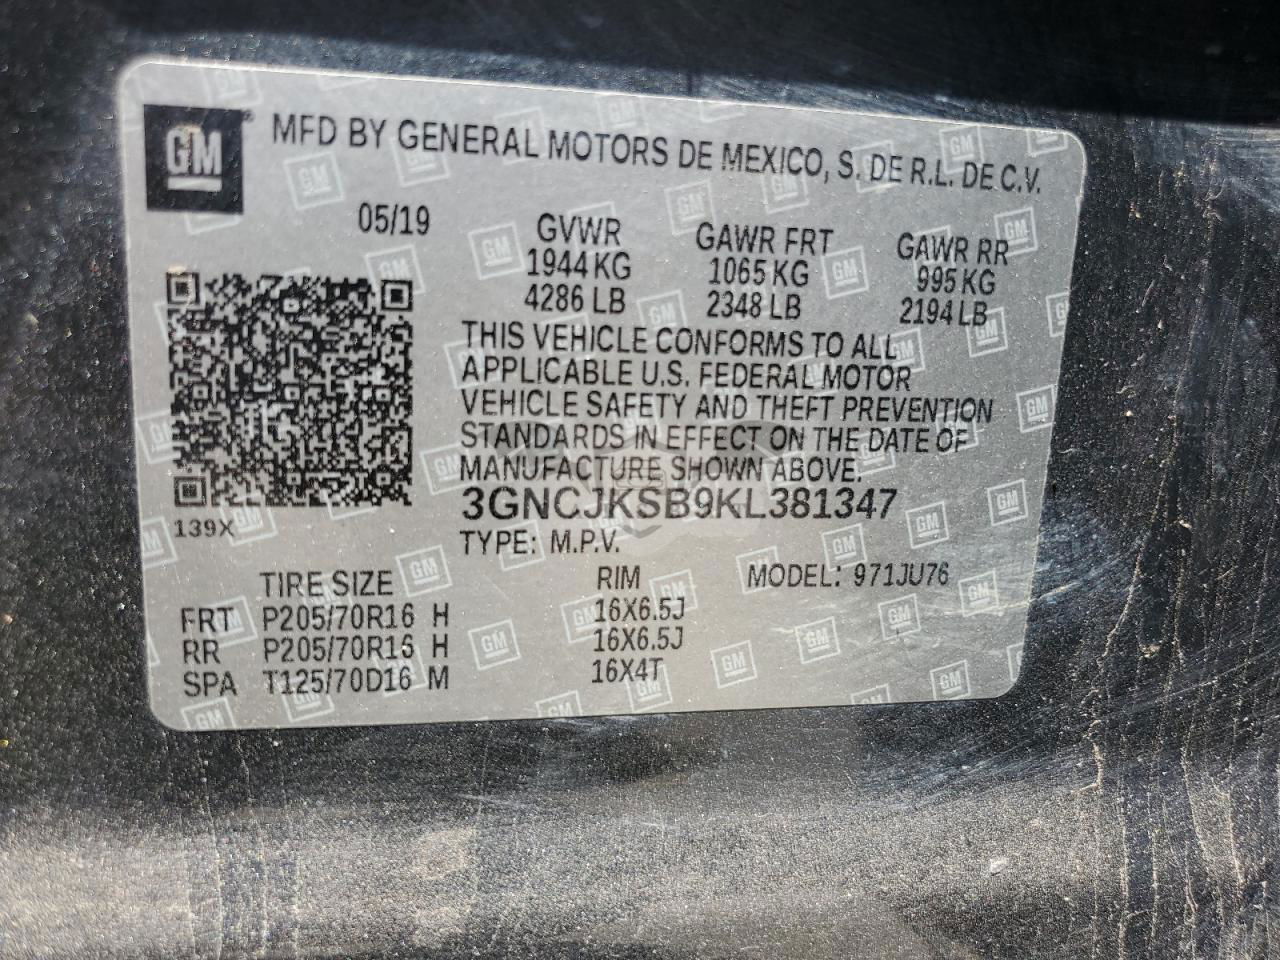 GM
MFD BY GENERAL MOTORS DE MEXICO, S. DE R.L. DE C.V.
05/19 GVWR GAWR FRT GAWR RR
1944 KG 1065 KG 995 KG
4286 LB 2348 LB 2194 LB
THIS VEHICLE CONFORMS TO ALL
APPLICABLE U.S. FEDERAL MOTOR
VEHICLE SAFETY AND THEFT PREVENTION
STANDARDS IN EFFECT ON THE DATE OF
MANUFACTURE SHOWN ABOVE.
3GNCJKSB9KL381347
139X
TYPE: M.P.V.
TIRE SIZE RIM MODEL: 971JU76
FRT P205/70R16 H 16X6.5J
RR P205/70R16 H 16X6.5J
SPA T125/70D16 M 16X4T